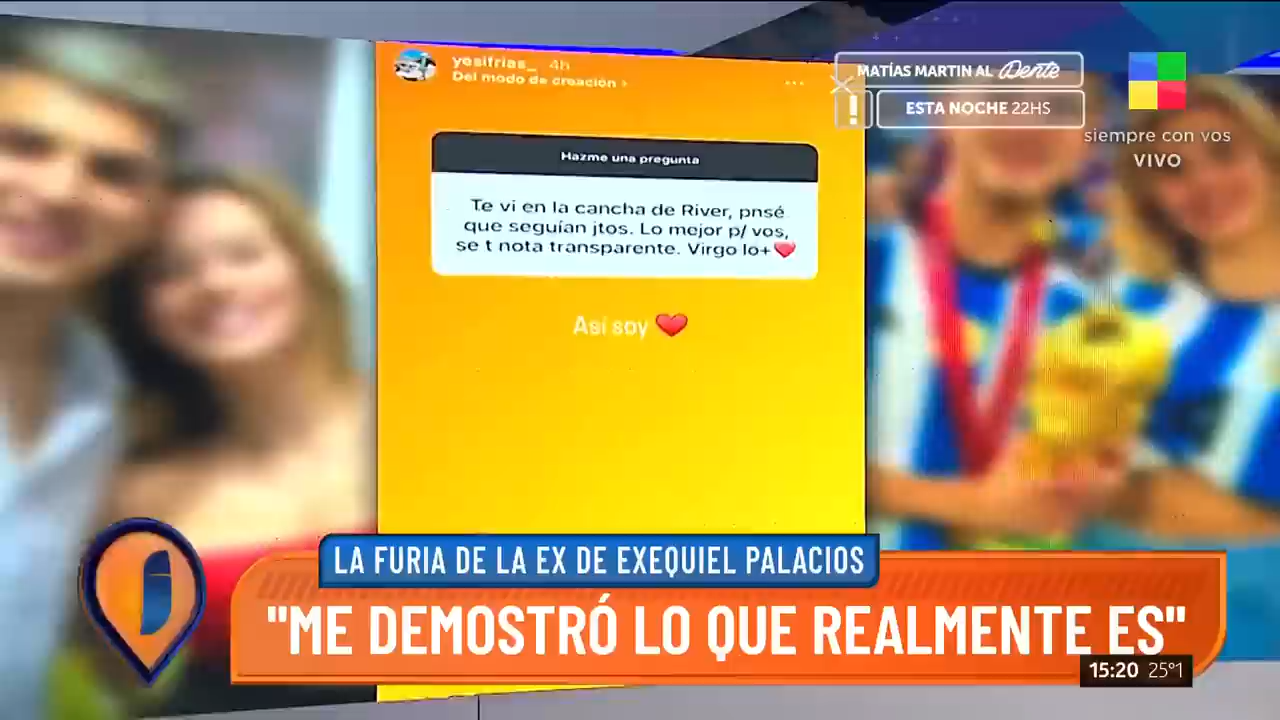 yesifrias_ 4h
Del modo de creación >
...
MATÍAS MARTIN AL Dente
! ESTA NOCHE 22HS
siempre con vos
VIVO
Hazme una pregunta
Te vi en la cancha de River, pnsé
que seguían jtos. Lo mejor p/ vos,
se t nota transparente. Virgo lo+❤️
Así soy ❤️
LA FURIA DE LA EX DE EXEQUIEL PALACIOS
"ME DEMOSTRÓ LO QUE REALMENTE ES"
15:20 25°1